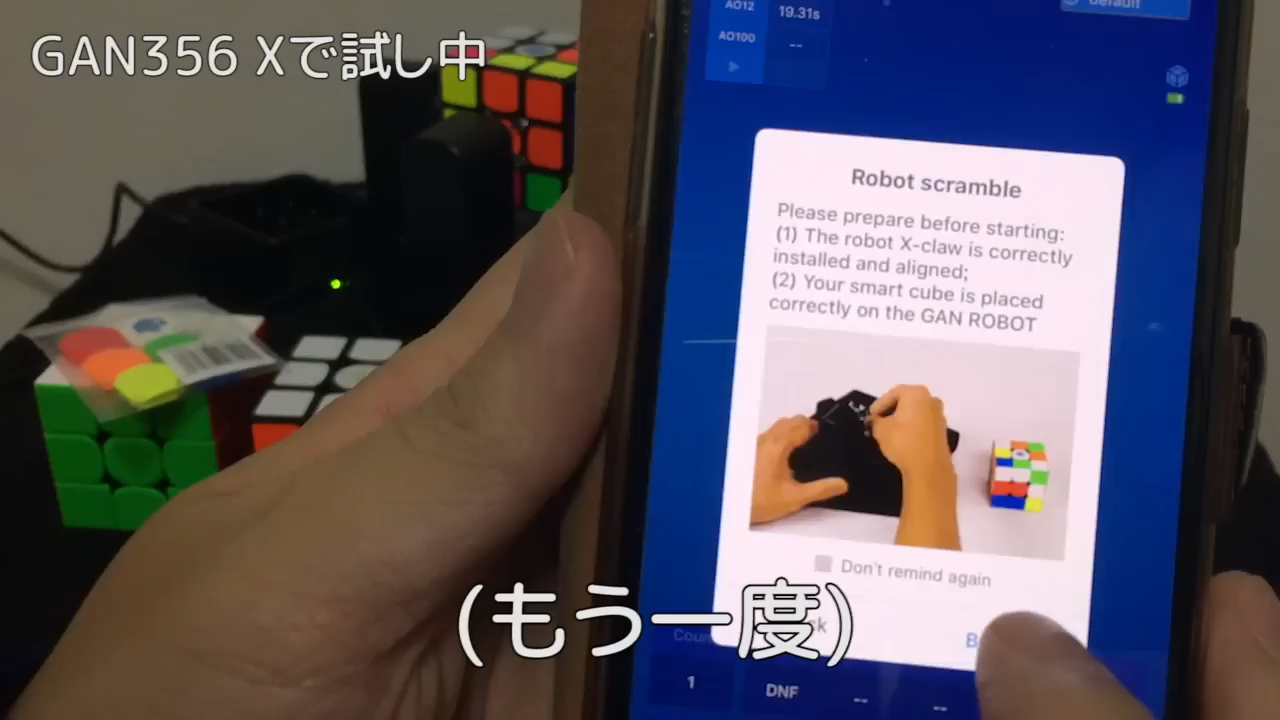 GAN356 Xで試し中
AO12
19.31s
AO100
--
default
Robot scramble
Please prepare before starting:
(1) The robot X-claw is correctly
installed and aligned;
(2) Your smart cube is placed
correctly on the GAN ROBOT
Don't remind again
(もう一度)
1
DNF
--
--